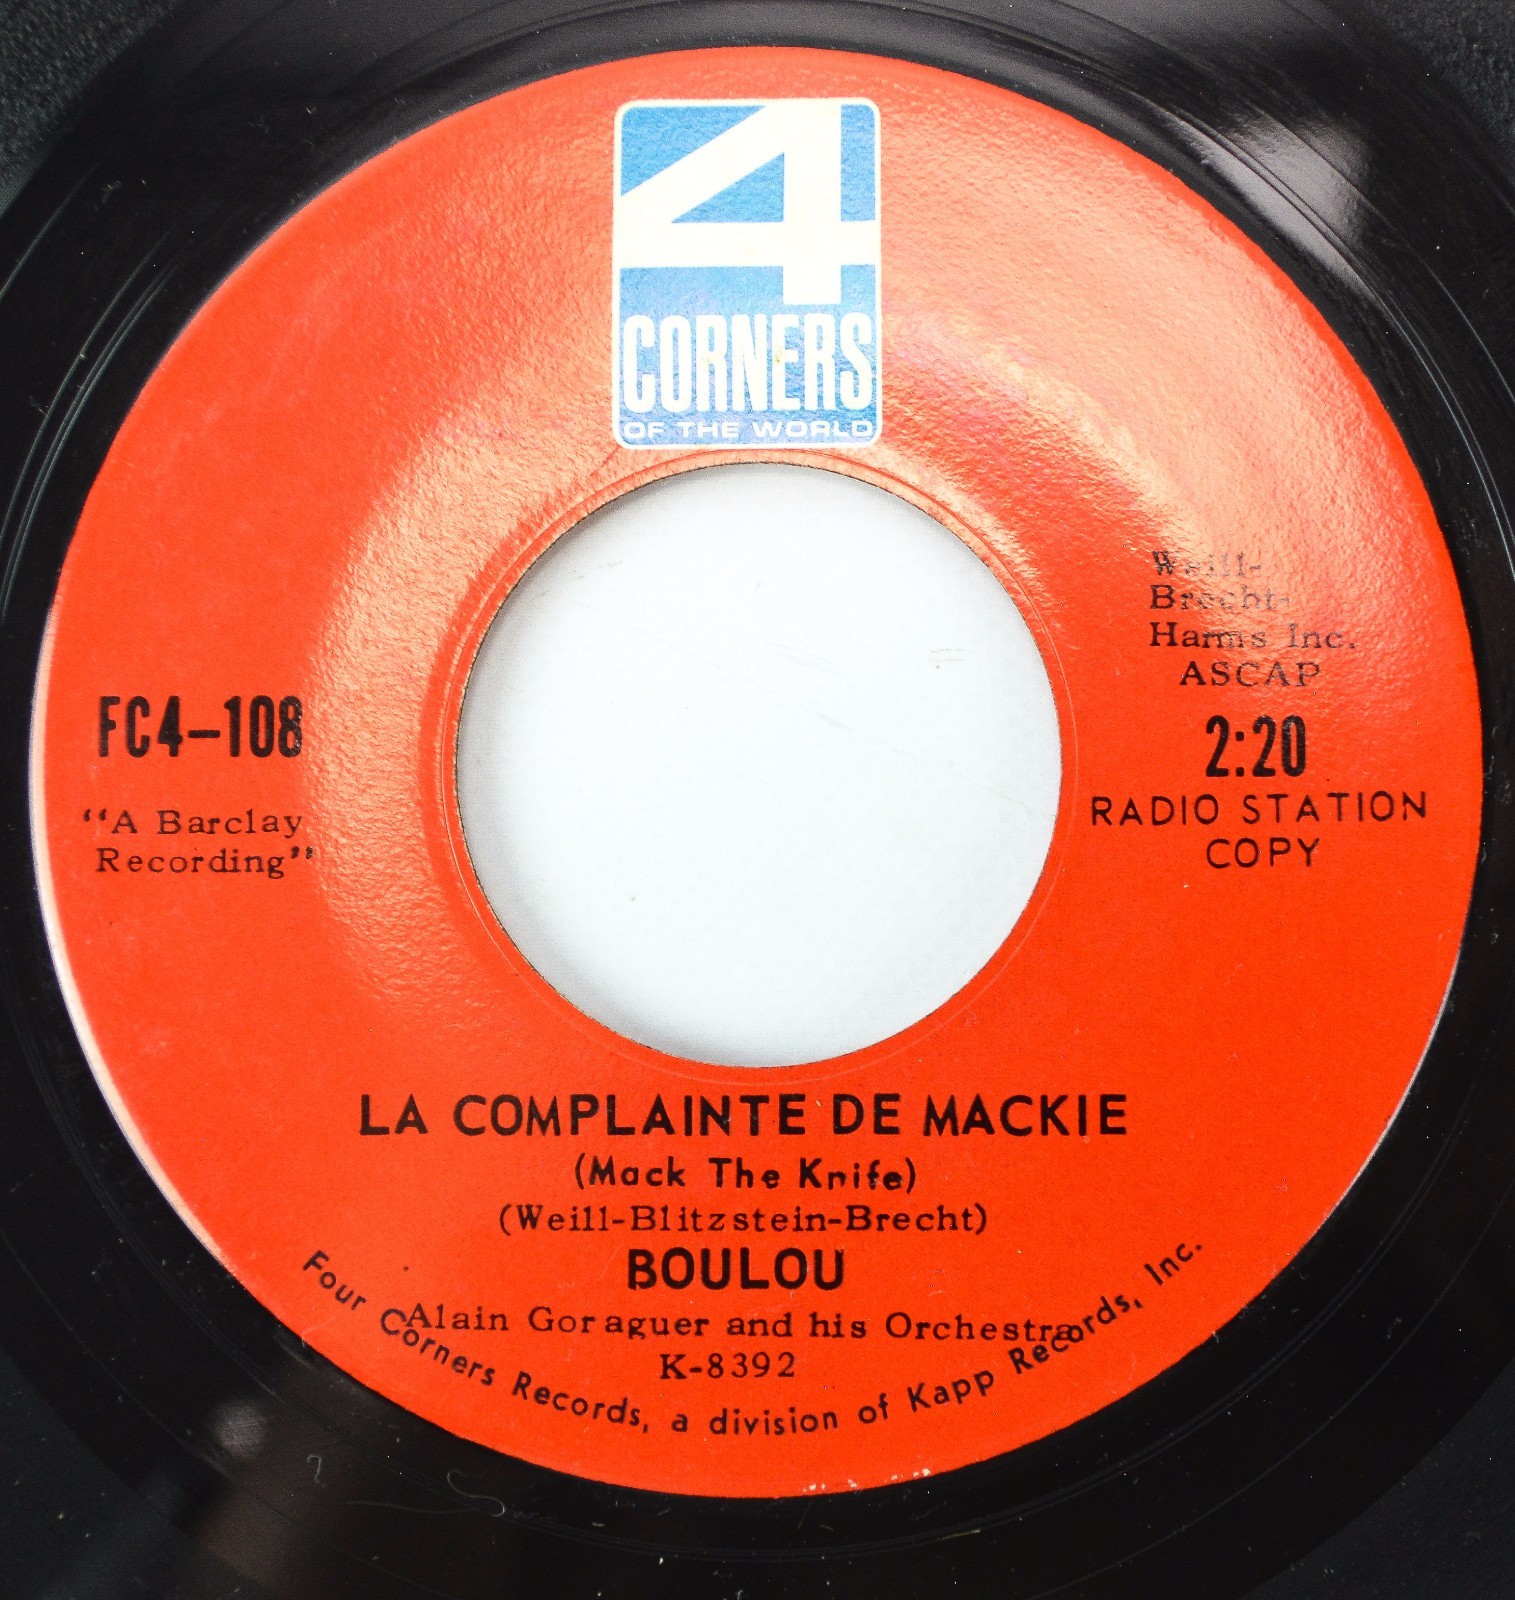 4
CORNERS
OF THE WORLD
Weill-
Brecht-
Harms Inc.
ASCAP
FC4-108
2:20
"A Barclay
Recording"
RADIO STATION
COPY
LA COMPLAINTE DE MACKIE
(Mack The Knife)
(Weill-Blitzstein-Brecht)
BOULOU
Alain Goraguer and his Orchestra
K-8392
Four Corners Records, a division of Kapp Records, Inc.